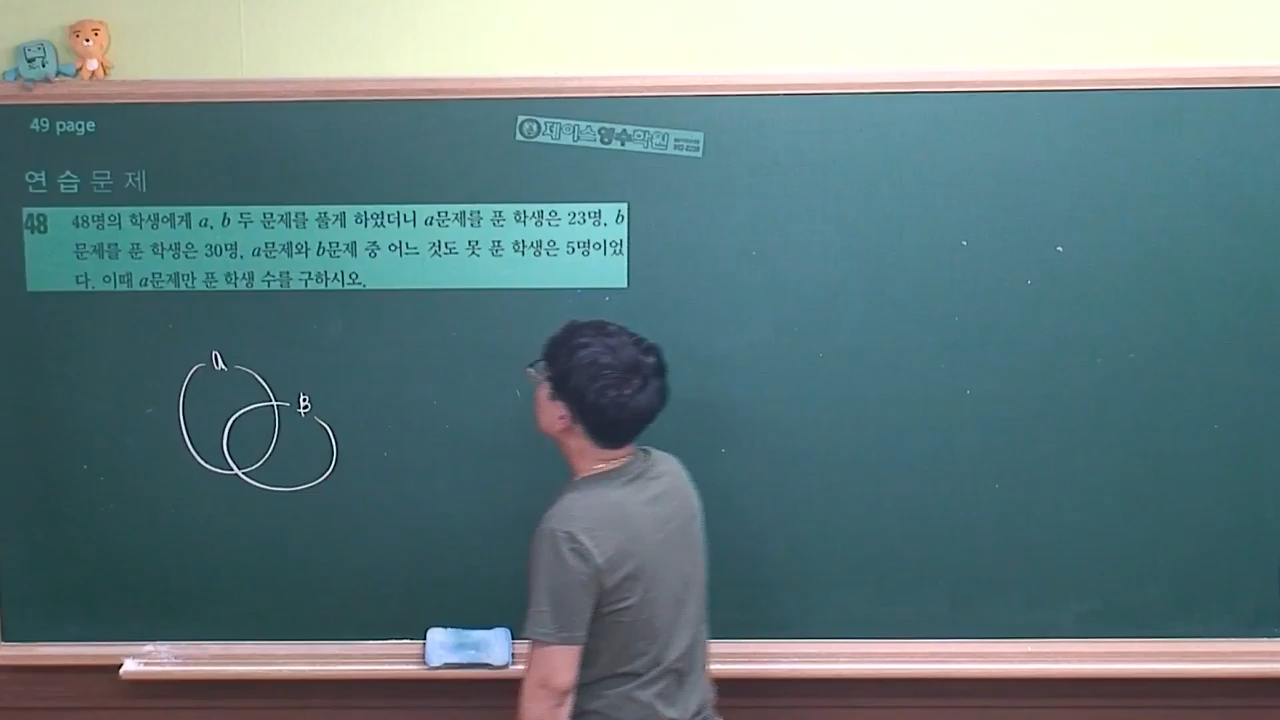 49 page
제이스영수학원
연습문제
48 48명의 학생에게 a, b 두 문제를 풀게 하였더니 a문제를 푼 학생은 23명, b
문제를 푼 학생은 30명, a문제와 b문제 중 어느 것도 못 푼 학생은 5명이었
다. 이때 a문제만 푼 학생 수를 구하시오.
a
B